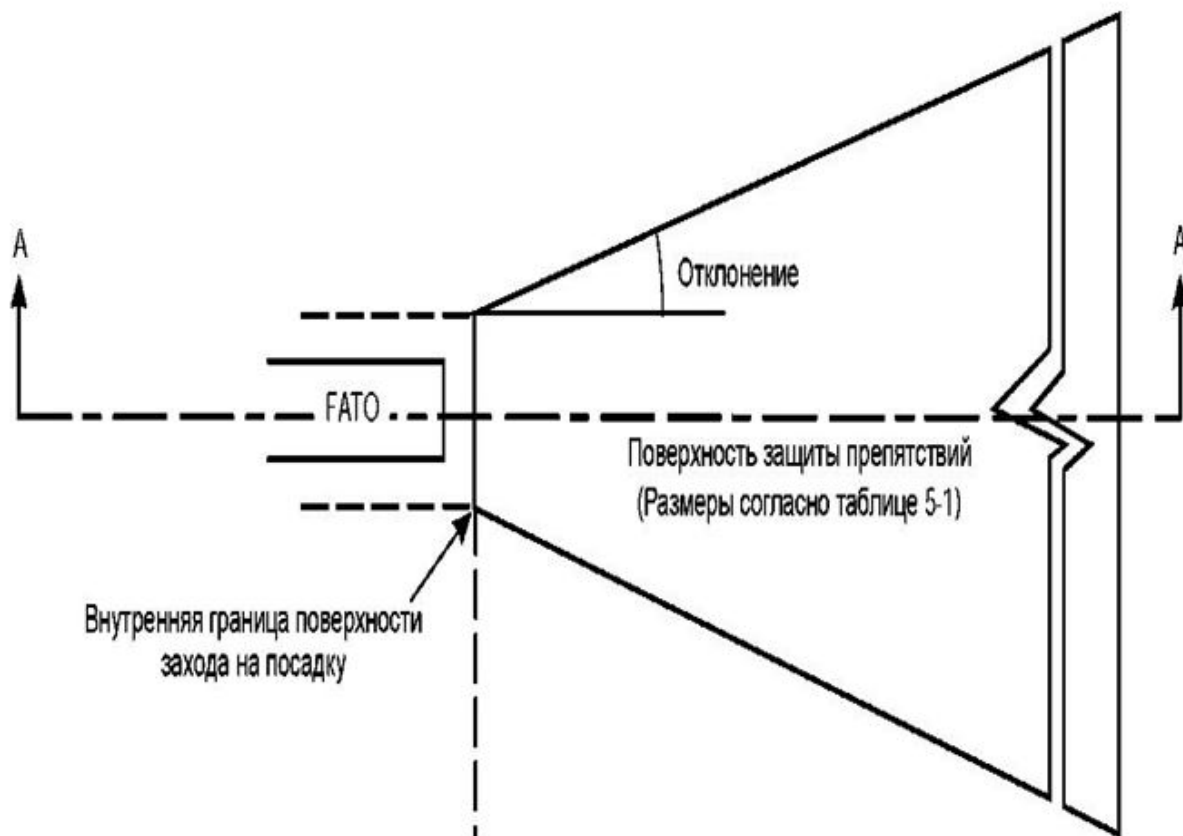 А
А
Отклонение
FATO
Поверхность защиты препятствий
(Размеры согласно таблице 5-1)
Внутренняя граница поверхности
захода на посадку